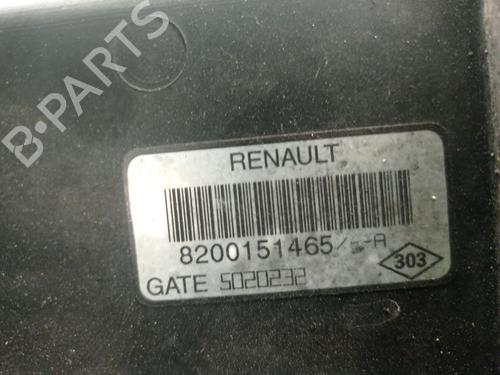 B-PARTS
RENAULT
8200151465/--A
303
GATE 5020232